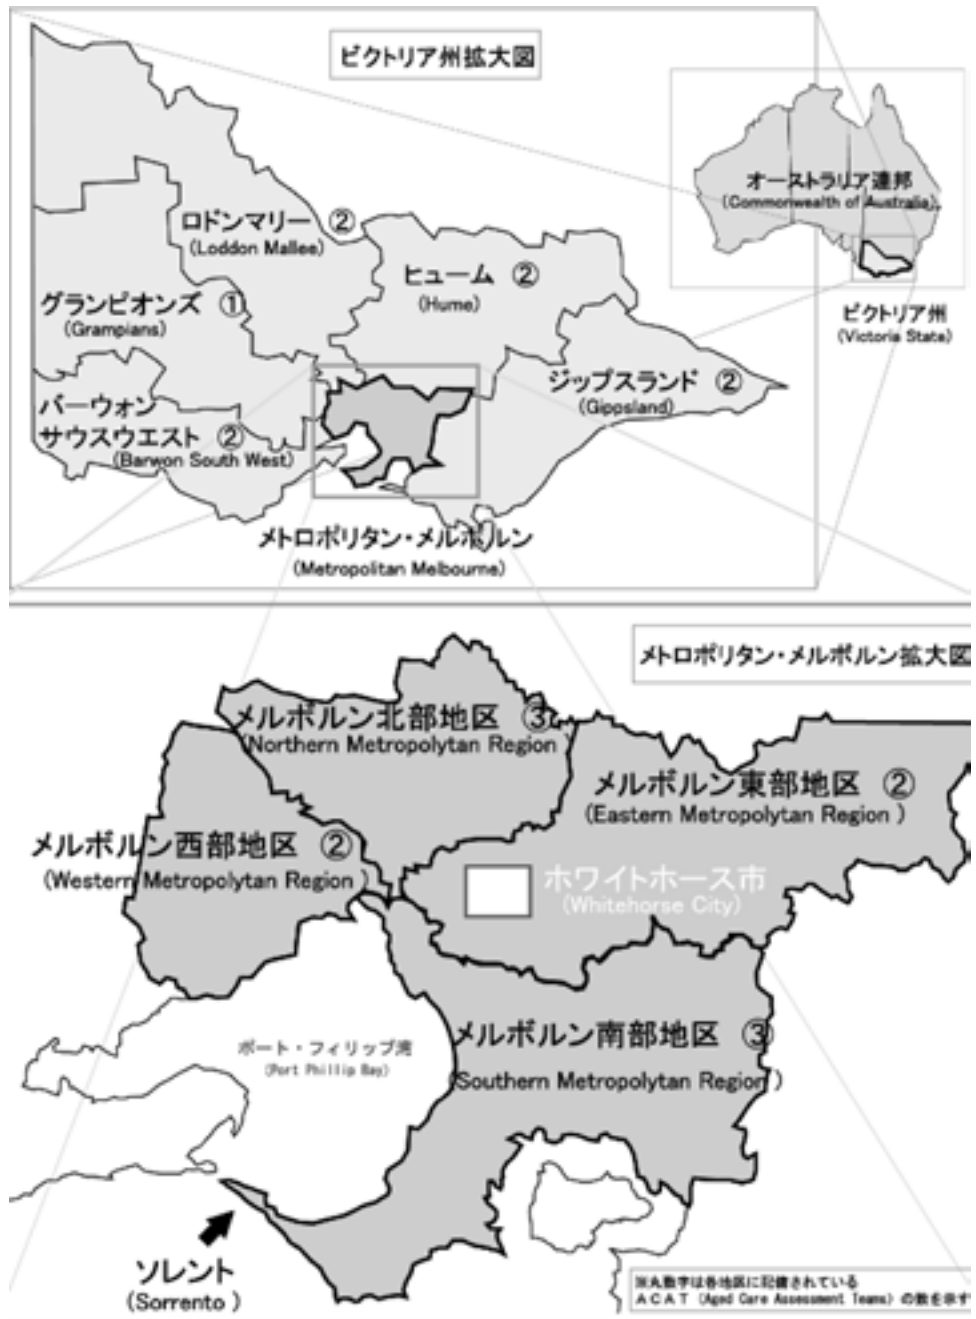 ビクトリア州拡大図
オーストラリア連邦
(Commonwealth of Australia)
ロドンマリー ②
(Loddon Mallee)
ヒューム ②
(Hume)
グランピオンズ ①
(Grampians)
ビクトリア州
(Victoria State)
ジップスランド ②
(Gippsland)
バーウォン
サウスウエスト ②
(Barwon South West)
メトロポリタン・メルボルン
(Metropolitan Melbourne)
メトロポリタン・メルボルン拡大図
メルボルン北部地区 ③
(Northern Metropolytan Region)
メルボルン東部地区 ②
(Eastern Metropolytan Region )
メルボルン西部地区 ②
(Western Metropolytan Region )
ホワイトホース市
(Whitehorse City)
メルボルン南部地区 ③
(Southern Metropolytan Region )
ポート・フィリップ湾
(Port Phillip Bay)
ソレント
(Sorrento )
※丸数字は各地区に配備されている
ACAT (Aged Care Assessment Teams) の数を示す